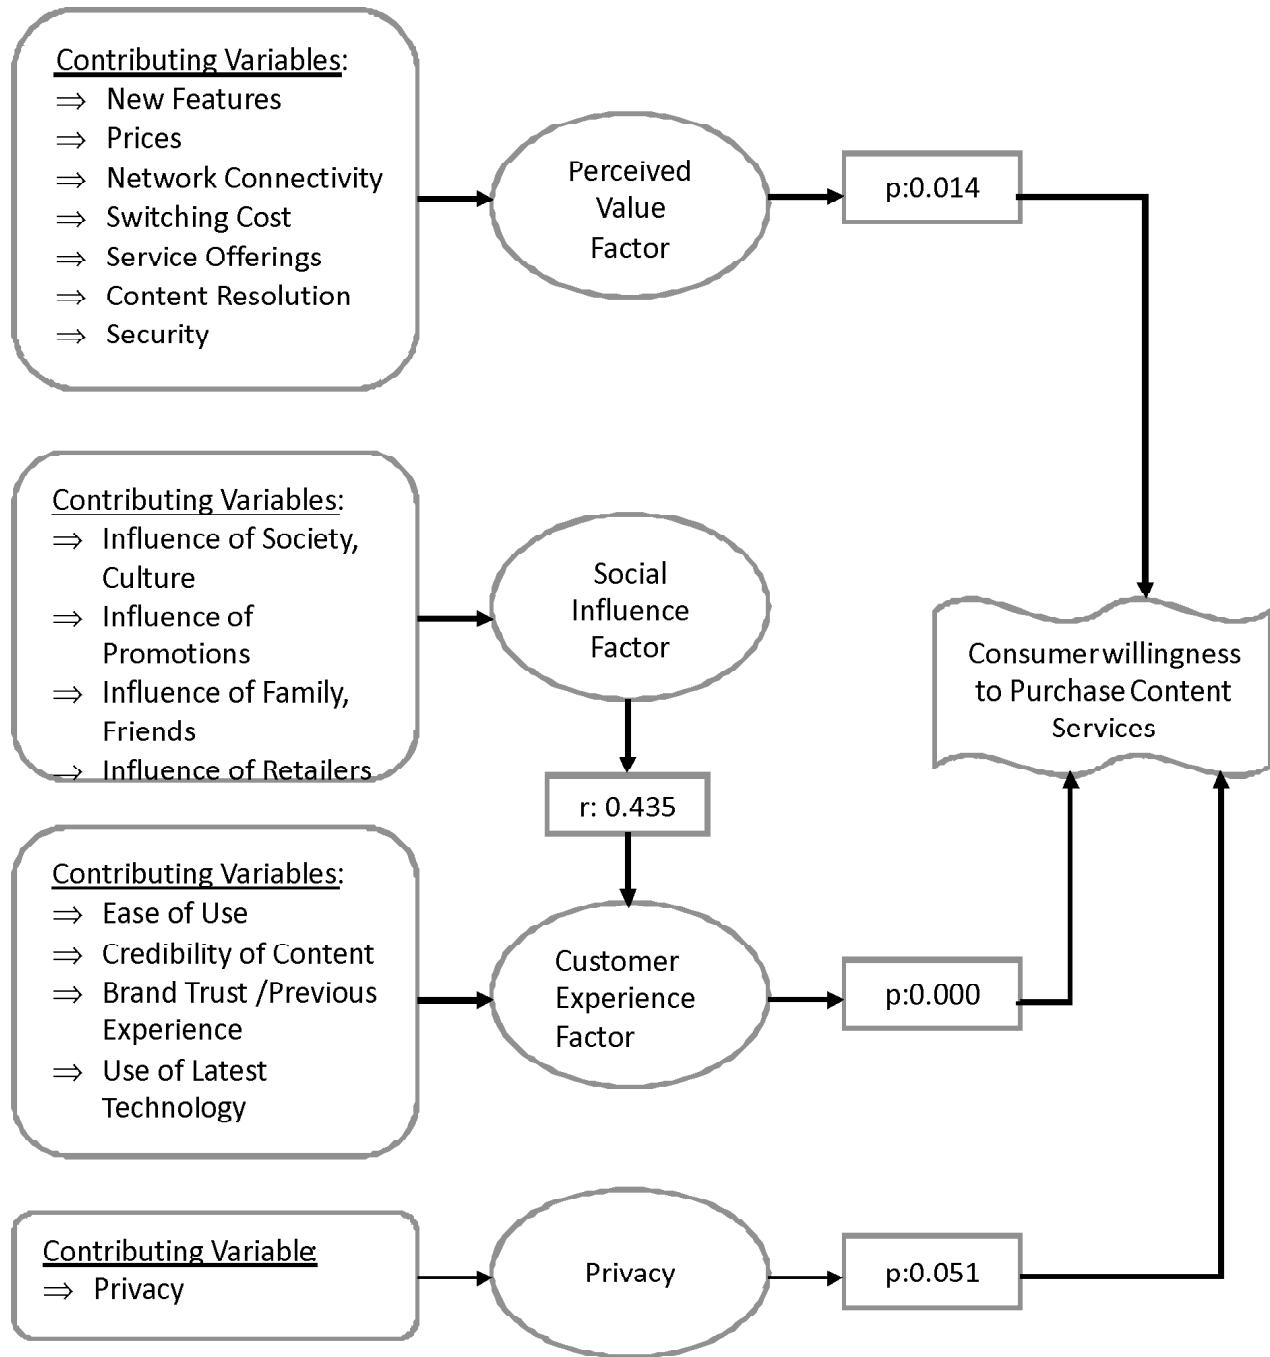 Contributing Variables:
⇒ New Features
⇒ Prices
⇒ Network Connectivity
⇒ Switching Cost
⇒ Service Offerings
⇒ Content Resolution
⇒ Security
Perceived
Value
Factor
p:0.014
Contributing Variables:
⇒ Influence of Society,
Culture
⇒ Influence of
Promotions
⇒ Influence of Family,
Friends
⇒ Influence of Retailers
Social
Influence
Factor
r: 0.435
Consumer willingness
to Purchase Content
Services
Contributing Variables:
⇒ Ease of Use
⇒ Credibility of Content
⇒ Brand Trust /Previous
Experience
⇒ Use of Latest
Technology
Customer
Experience
Factor
p:0.000
Contributing Variable:
⇒ Privacy
Privacy
p:0.051